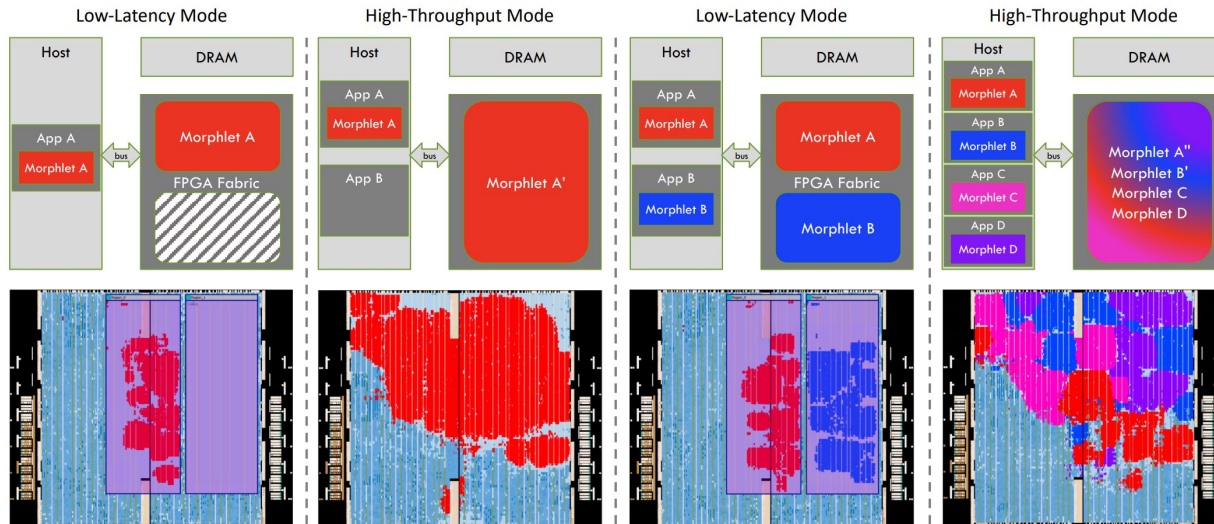 Low-Latency Mode
Host
DRAM
App A
Morphlet A
bus
Morphlet A
FPGA Fabric
High-Throughput Mode
Host
DRAM
App A
Morphlet A
App B
bus
Morphlet A'
Low-Latency Mode
Host
DRAM
App A
Morphlet A
App B
Morphlet B
bus
Morphlet A
FPGA Fabric
Morphlet B
High-Throughput Mode
Host
DRAM
App A
Morphlet A
App B
Morphlet B
App C
Morphlet C
App D
Morphlet D
bus
Morphlet A"
Morphlet B'
Morphlet C
Morphlet D